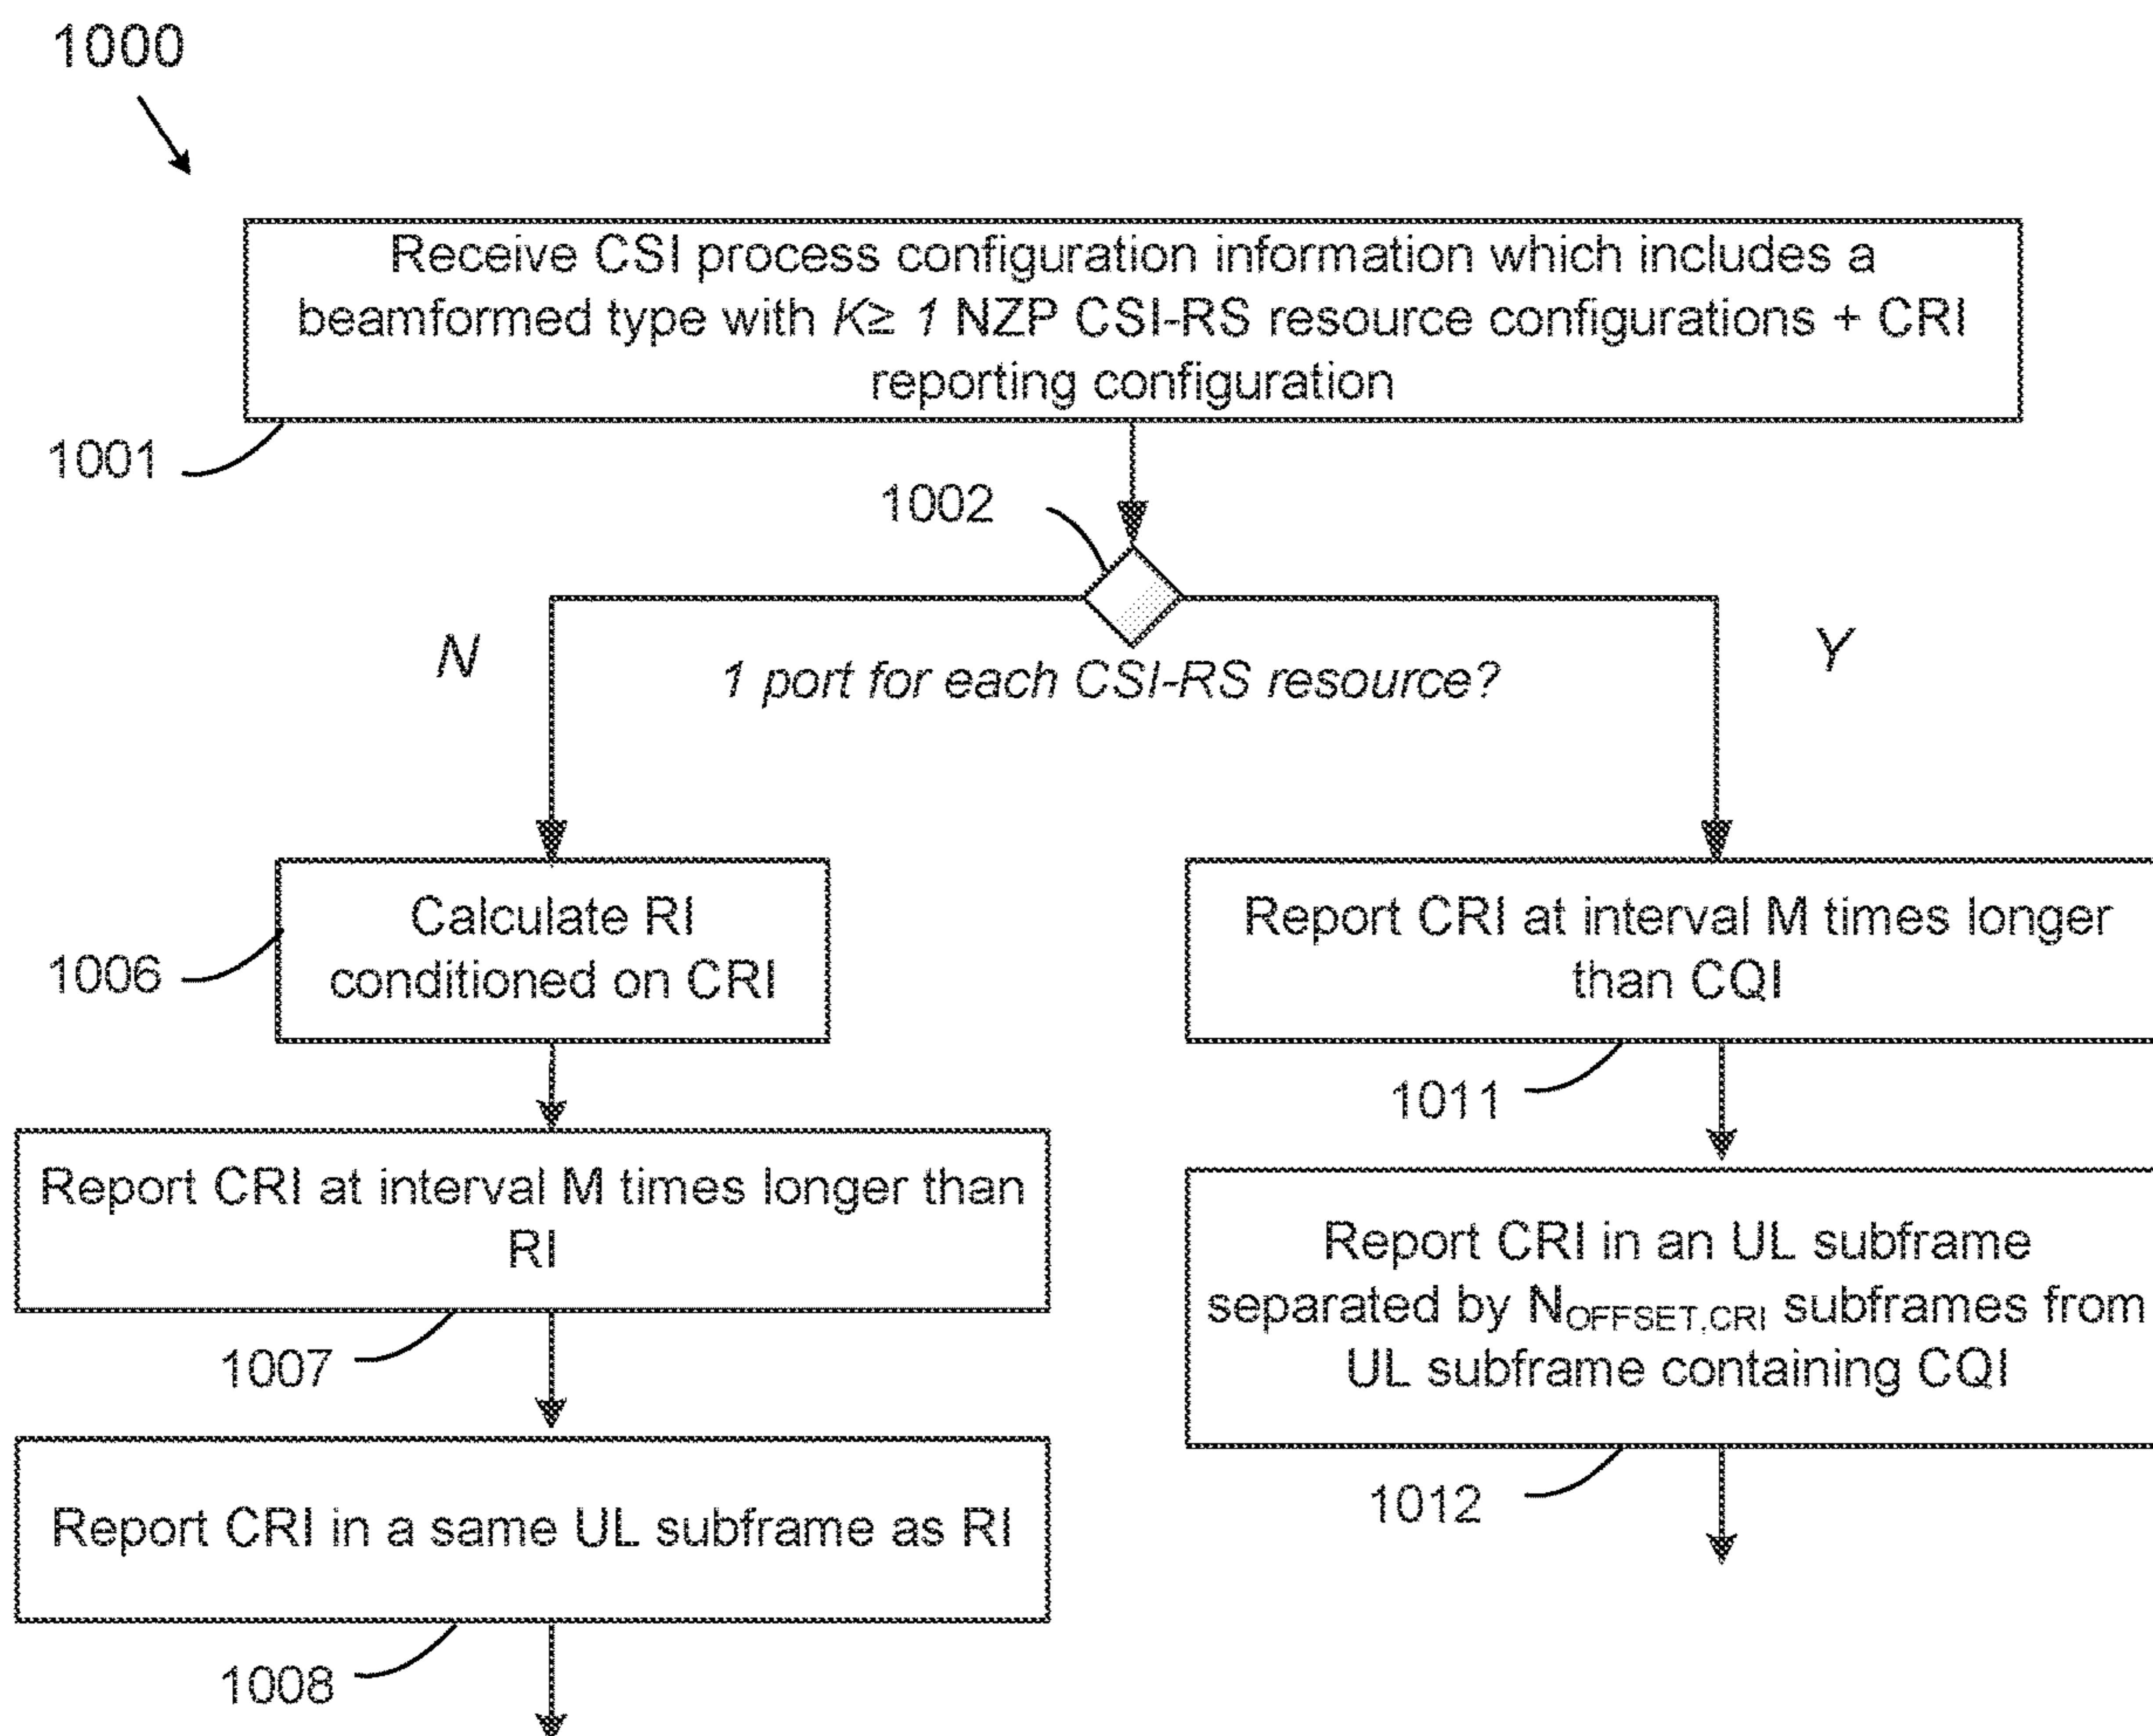 1000
Receive CSI process configuration information which includes a
beamformed type with K≥ 1 NZP CSI-RS resource configurations + CRI
reporting configuration
1001
1002
N
1 port for each CSI-RS resource?
Y
Calculate RI
conditioned on CRI
1006
Report CRI at interval M times longer
than CQI
1011
Report CRI at interval M times longer than
RI
1007
Report CRI in an UL subframe
separated by NOFFSET,CRI subframes from
UL subframe containing CQI
1012
Report CRI in a same UL subframe as RI
1008